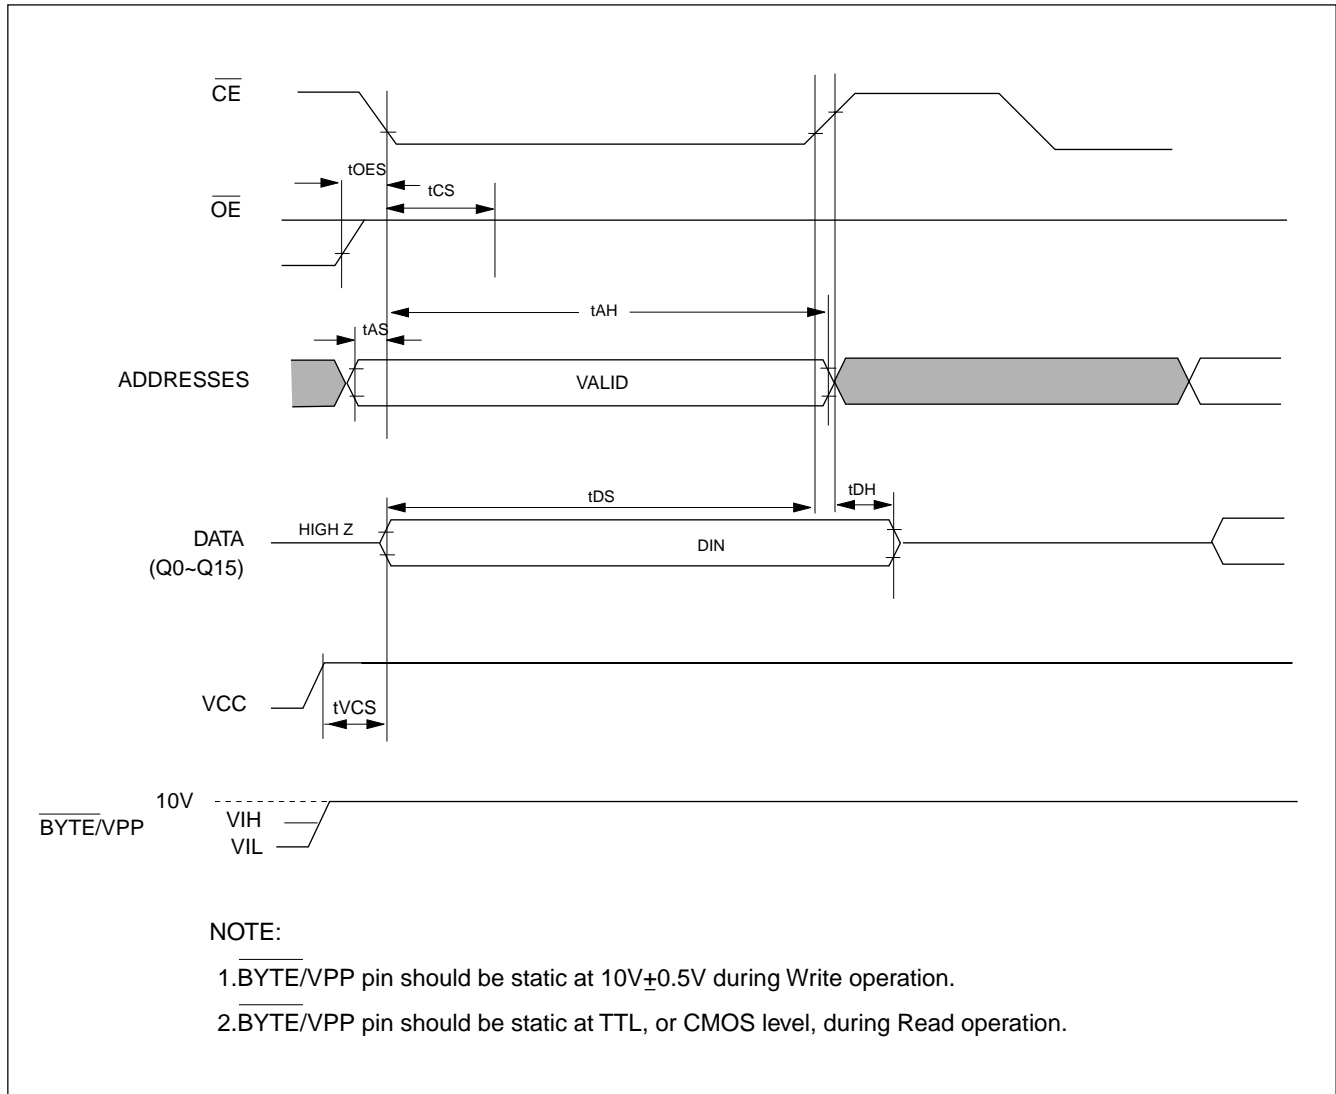 CE
tOES
tCS
OE
tAH
tAS
ADDRESSES
VALID
tDS
tDH
HIGH Z
DATA
(Q0~Q15)
DIN
VCC
tVCS
10V
VIH
BYTE/VPP
VIL
NOTE:
1.BYTE/VPP pin should be static at 10V±0.5V during Write operation.
2.BYTE/VPP pin should be static at TTL, or CMOS level, during Read operation.